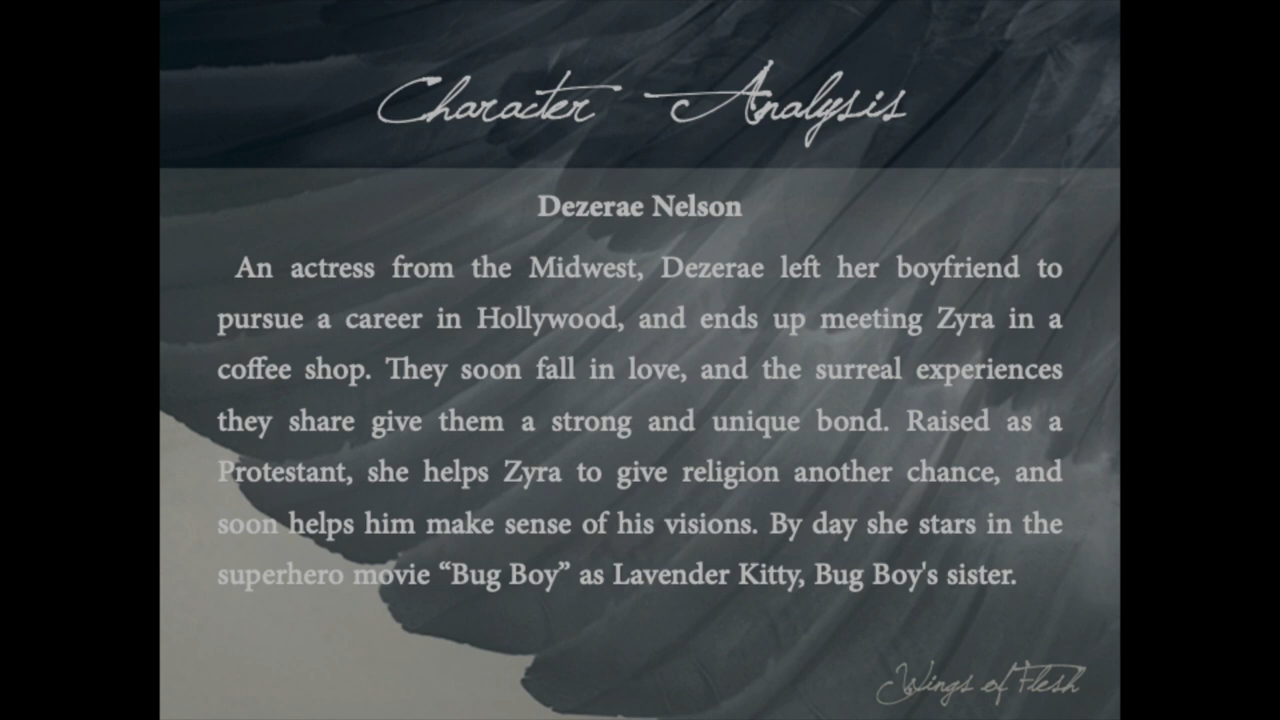 Character Analysis
Dezerae Nelson
An actress from the Midwest, Dezerae left her boyfriend to
pursue a career in Hollywood, and ends up meeting Zyra in a
coffee shop. They soon fall in love, and the surreal experiences
they share give them a strong and unique bond. Raised as a
Protestant, she helps Zyra to give religion another chance, and
soon helps him make sense of his visions. By day she stars in the
superhero movie “Bug Boy” as Lavender Kitty, Bug Boy's sister.
Wings of Flesh